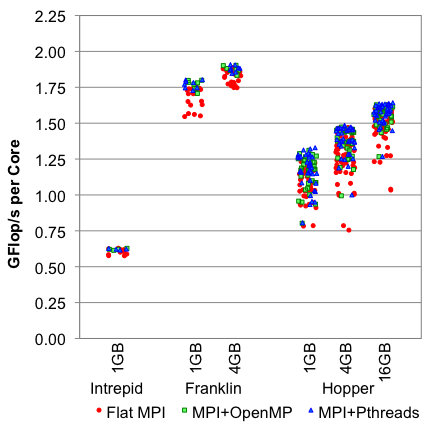 2.25
2.00
1.75
1.50
1.25
1.00
0.75
0.50
0.25
0.00
GFlop/s per Core
1GB 1GB 4GB 1GB 4GB 16GB
Intrepid Franklin Hopper
Flat MPI MPI+OpenMP MPI+Pthreads